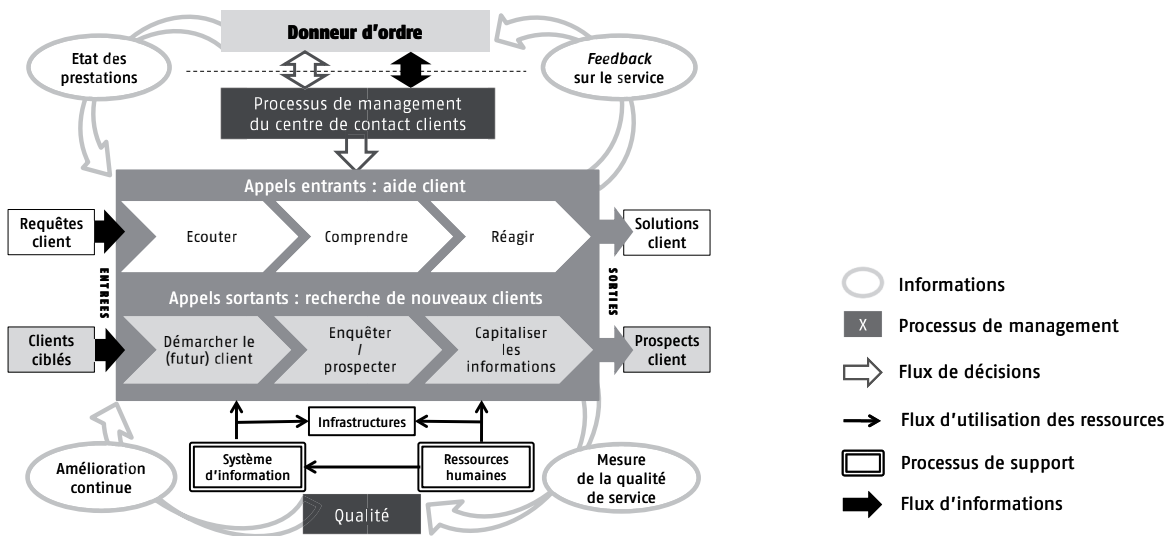 Donneur d'ordre
Etat des
prestations
Feedback
sur le service
Processus de management
du centre de contact clients
Appels entrants : aide client
Requêtes
client
Ecouter
Comprendre
Réagir
Solutions
client
ENTREES
SORTIES
Appels sortants : recherche de nouveaux clients
Clients
ciblés
Démarcher le
(futur) client
Enquêter
/
prospecter
Capitaliser
les
informations
Prospects
client
Infrastructures
Système
d'information
Ressources
humaines
Amélioration
continue
Mesure
de la qualité
de service
Qualité
Informations
X
Processus de management
Flux de décisions
Flux d'utilisation des ressources
Processus de support
Flux d'informations